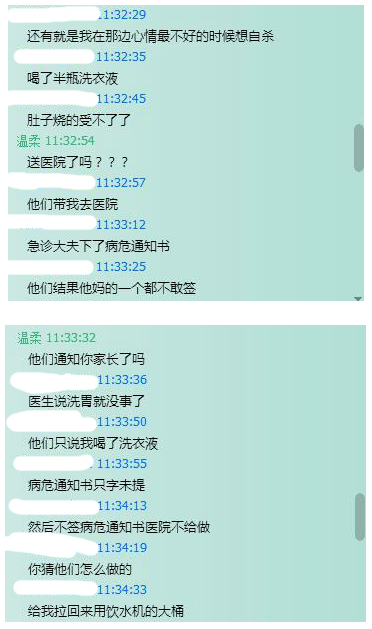 11:32:29
还有就是我在那边心情最不好的时候想自杀
11:32:35
喝了半瓶洗衣液
11:32:45
肚子烧的受不了了
温柔 11:32:54
送医院了吗？？？
11:32:57
他们带我去医院
11:33:12
急诊大夫下了病危通知书
11:33:25
他们结果他妈的一个都不敢签
温柔 11:33:32
他们通知你家长了吗
11:33:36
医生说洗胃就没事了
11:33:50
他们只说我喝了洗衣液
11:33:55
病危通知书只字未提
11:34:13
然后不签病危通知书医院不给做
11:34:19
你猜他们怎么做的
11:34:33
给我拉回来用饮水机的大桶